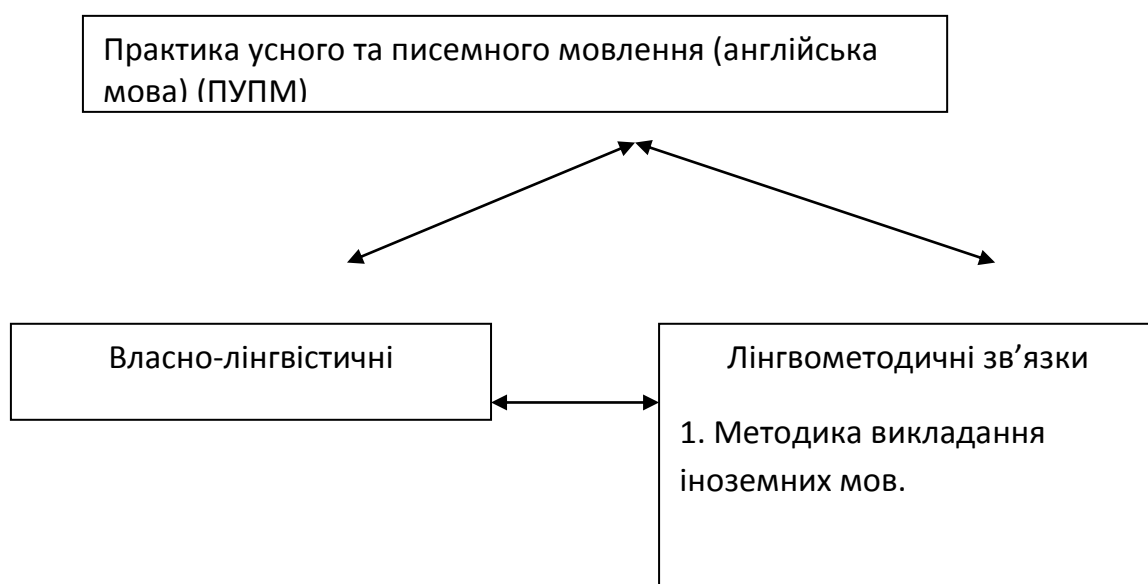 Практика усного та писемного мовлення (англійська
мова) (ПУПМ)
Власно-лінгвістичні
Лінгвометодичні зв’язки
1. Методика викладання
іноземних мов.